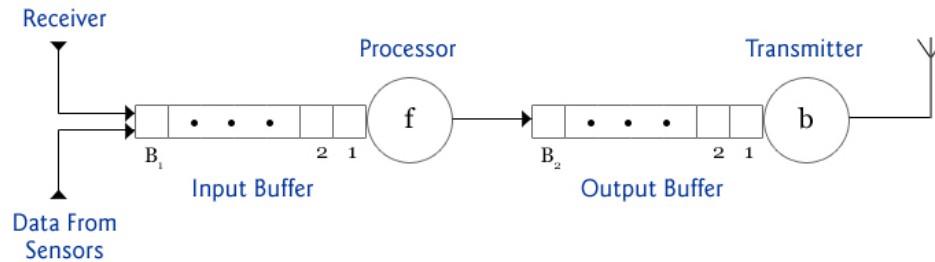 Receiver
Processor
Transmitter
f
b
B₁
2 1
B₂
2 1
Input Buffer
Output Buffer
Data From
Sensors